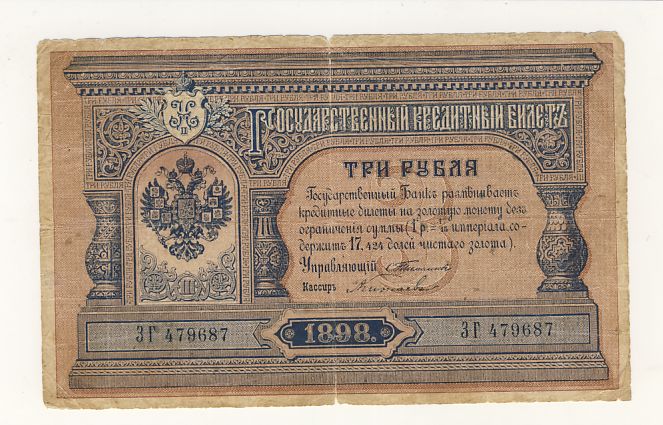 ГОСУДАРСТВЕННЫЙ КРЕДИТНЫЙ БИЛЕТЪ
ТРИ РУБЛЯ
Государственный Банкъ размѣниваетъ
кредитные билеты на золотую монету безъ
ограниченія суммы (1 р. = 1/15 имперіала, со-
держитъ 17,424 долей чистаго золота).
Управляющій
Кассиръ
ЗГ 479687
1898.
ЗГ 479687